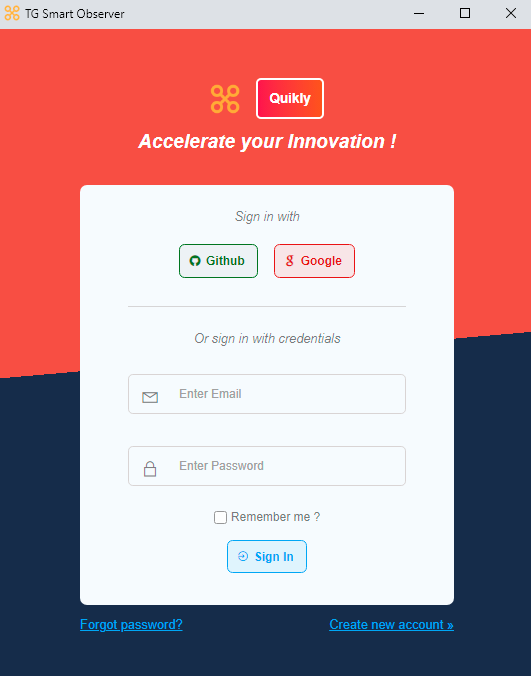 TG Smart Observer
Quikly
Accelerate your Innovation !
Sign in with
Github Google
Or sign in with credentials
Enter Email
Enter Password
Remember me ?
Sign In
Forgot password? Create new account »